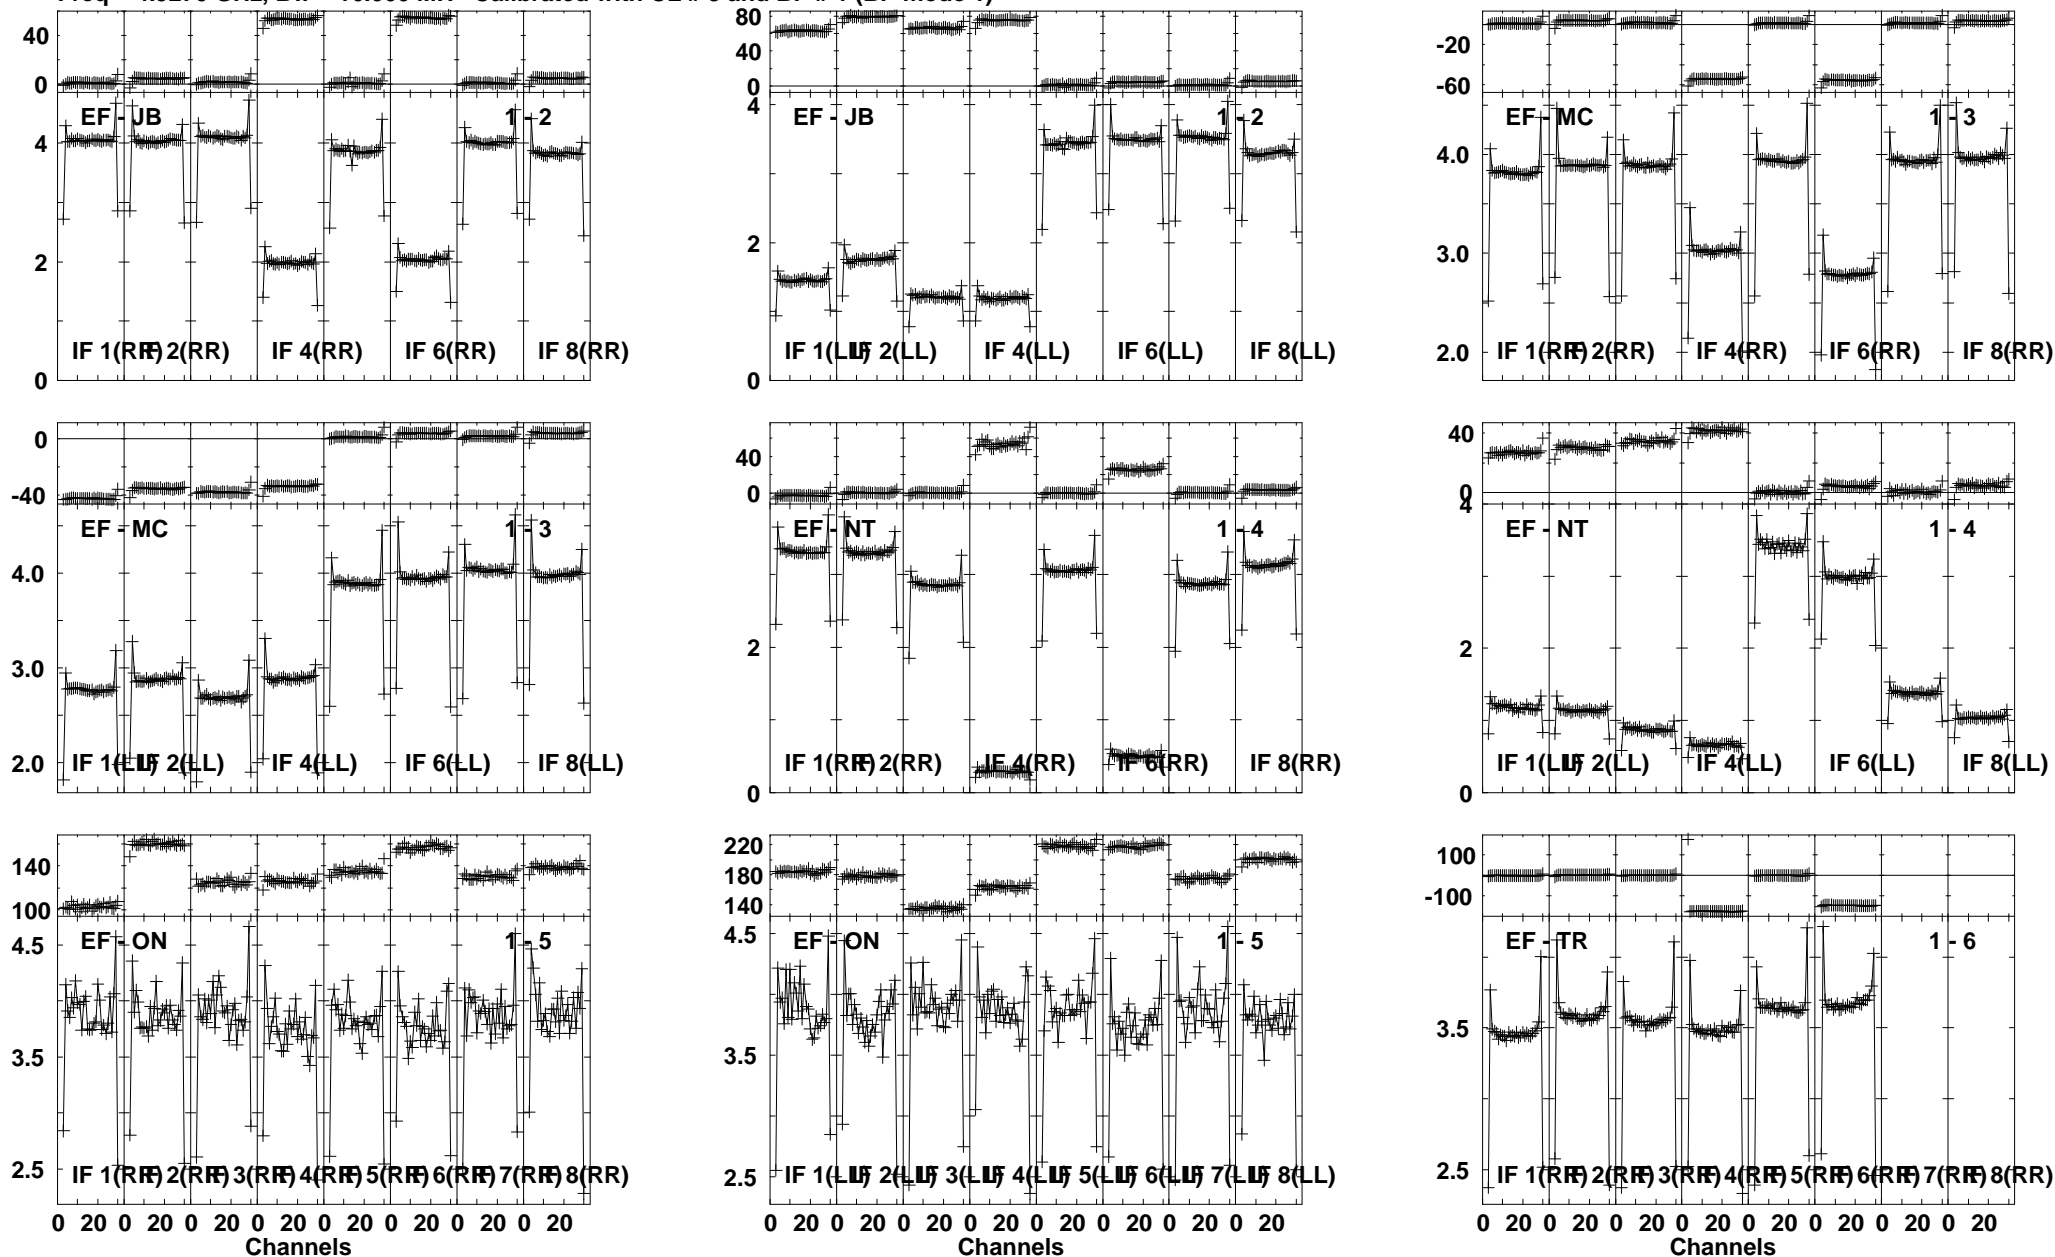 40
0
EF - JB 1 - 2
4
2
0
IF 1(RR) IF 2(RR) IF 4(RR) IF 6(RR) IF 8(RR)
80
40
0
EF - JB 1 - 2
4
2
0
IF 1(LL) IF 2(LL) IF 4(LL) IF 6(LL) IF 8(LL)
-20
-60
EF - MC 1 - 3
4.0
3.0
2.0
IF 1(RR) IF 2(RR) IF 4(RR) IF 6(RR) IF 8(RR)
0
-40
EF - MC 1 - 3
4.0
3.0
2.0
IF 1(LL) IF 2(LL) IF 4(LL) IF 6(LL) IF 8(LL)
40
0
EF - NT 1 - 4
2
0
IF 1(RR) IF 2(RR) IF 4(RR) IF 6(RR) IF 8(RR)
40
0
4
EF - NT 1 - 4
2
0
IF 1(LL) IF 2(LL) IF 4(LL) IF 6(LL) IF 8(LL)
140
100
EF - ON 1 - 5
4.5
3.5
2.5
IF 1(RR) IF 2(RR) IF 3(RR) IF 4(RR) IF 5(RR) IF 6(RR) IF 7(RR) IF 8(RR)
0 20 0 20 0 20 0 20 0 20 0 20 0 20 0 20
Channels
220
180
140
EF - ON 1 - 5
4.5
3.5
2.5
IF 1(LL) IF 2(LL) IF 3(LL) IF 4(LL) IF 5(LL) IF 6(LL) IF 7(LL) IF 8(LL)
0 20 0 20 0 20 0 20 0 20 0 20 0 20 0 20
Channels
100
-100
EF - TR 1 - 6
3.5
2.5
IF 1(RR) IF 2(RR) IF 3(RR) IF 4(RR) IF 5(RR) IF 6(RR) IF 7(RR) IF 8(RR)
0 20 0 20 0 20 0 20 0 20 0 20 0 20 0 20
Channels